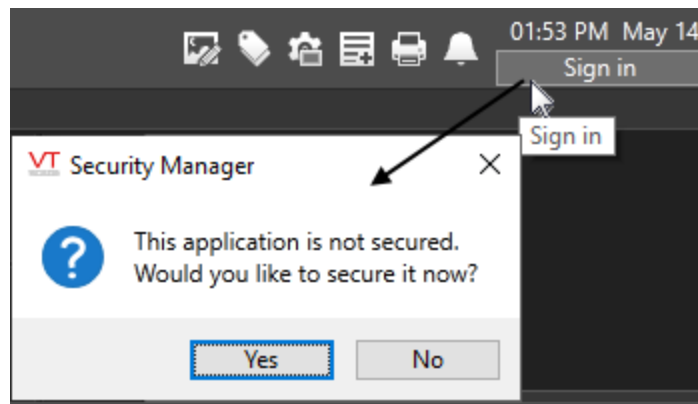 01:53 PM May 14
Sign in
Sign in
VT Security Manager
This application is not secured.
Would you like to secure it now?
Yes No